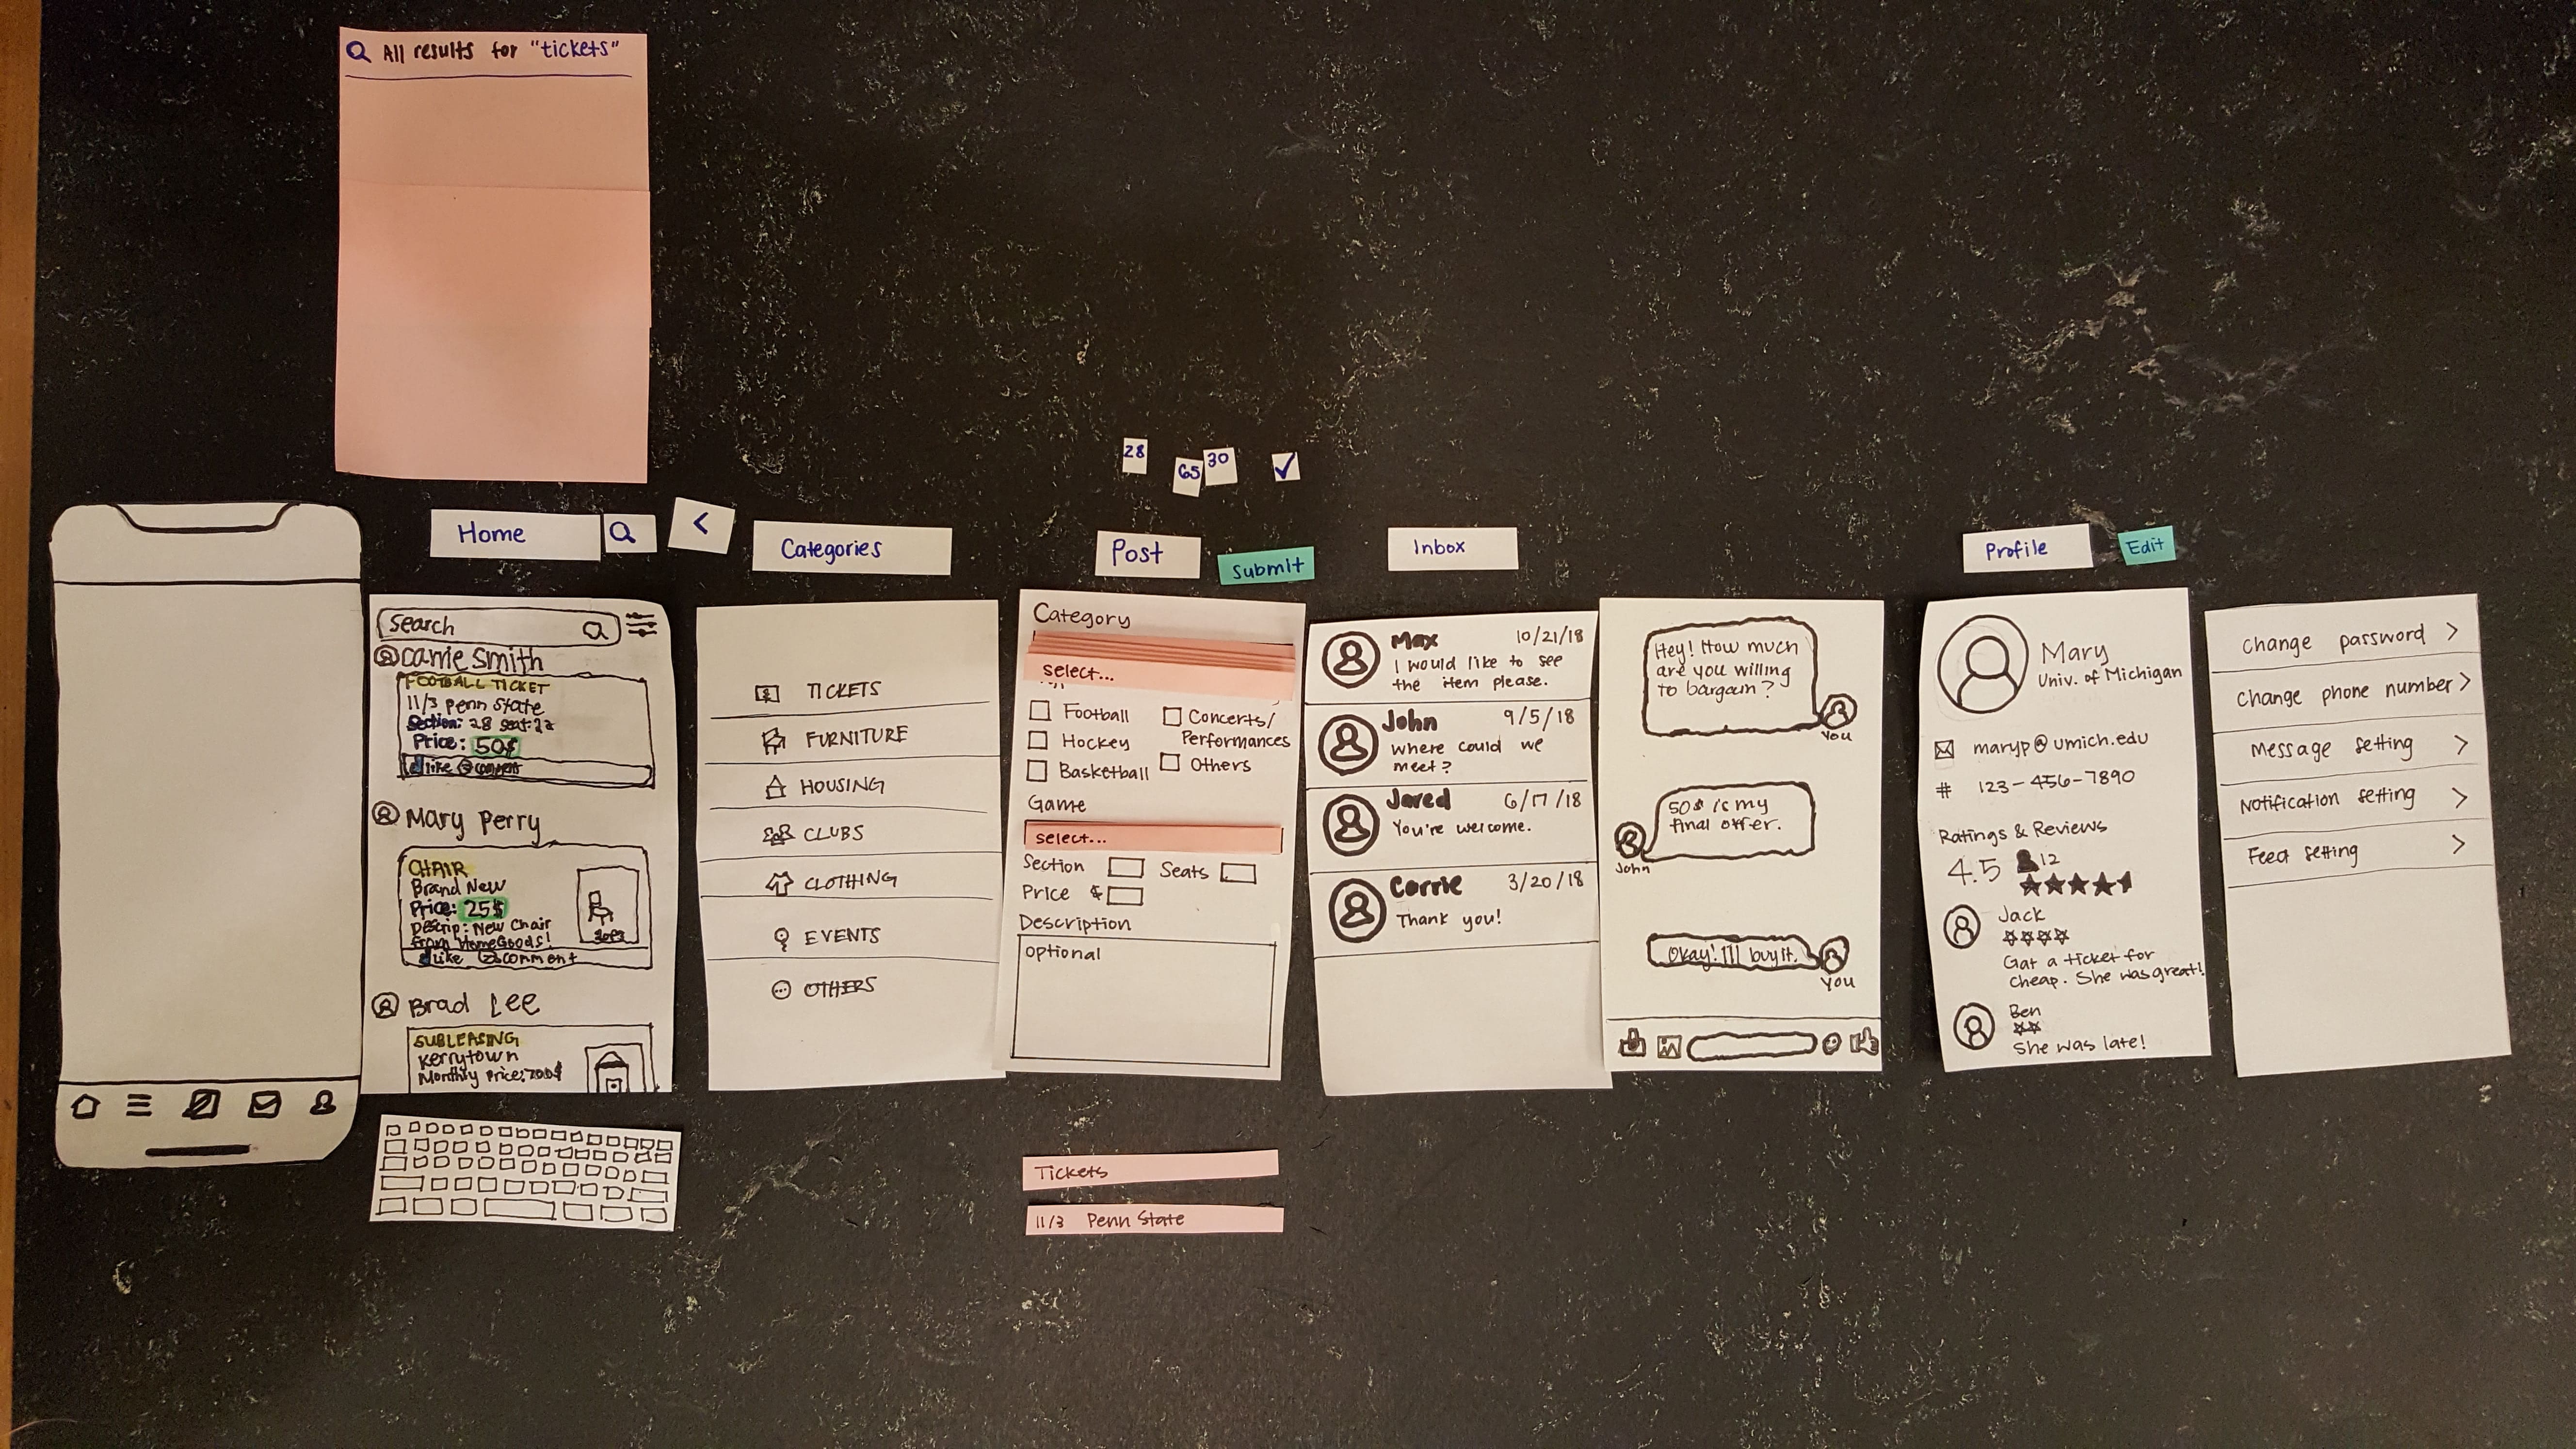 All results for "tickets"
28
65
30
Home
<
Categories
Post
Submit
Inbox
Profile
Edit
Search
Carrie Smith
FOOTBALL TICKET
11/3 Penn State
Section: 28 seat: 22
Price: 50$
like comment
Mary Perry
CHAIR
Brand New
Price: 25$
Descrip: New Chair
From HomeGoods!
Like comment
Brad Lee
SUBLEASING
Kerrytown
Monthly Price: 700$
TICKETS
FURNITURE
HOUSING
CLUBS
CLOTHING
EVENTS
OTHERS
Category
select...
Football
Concerts/
Performances
Hockey
Basketball
Others
Game
select...
Section
Seats
Price $
Description
optional
Tickets
11/3 Penn State
Max 10/21/18
I would like to see
the item please.
John 9/5/18
Where could we
meet?
Jared 6/17/18
You're welcome.
Corrie 3/20/18
Thank you!
Hey! How much
are you willing
to bargain?
You
50$ is my
final offer.
John
Okay! I'll buy it.
You
Mary
Univ. of Michigan
maryp@umich.edu
# 123-456-7890
Ratings & Reviews
4.5
12
Jack
Got a ticket for
cheap. She was great!
Ben
She was late!
Change password >
Change phone number >
Message setting >
Notification setting >
Feed setting >